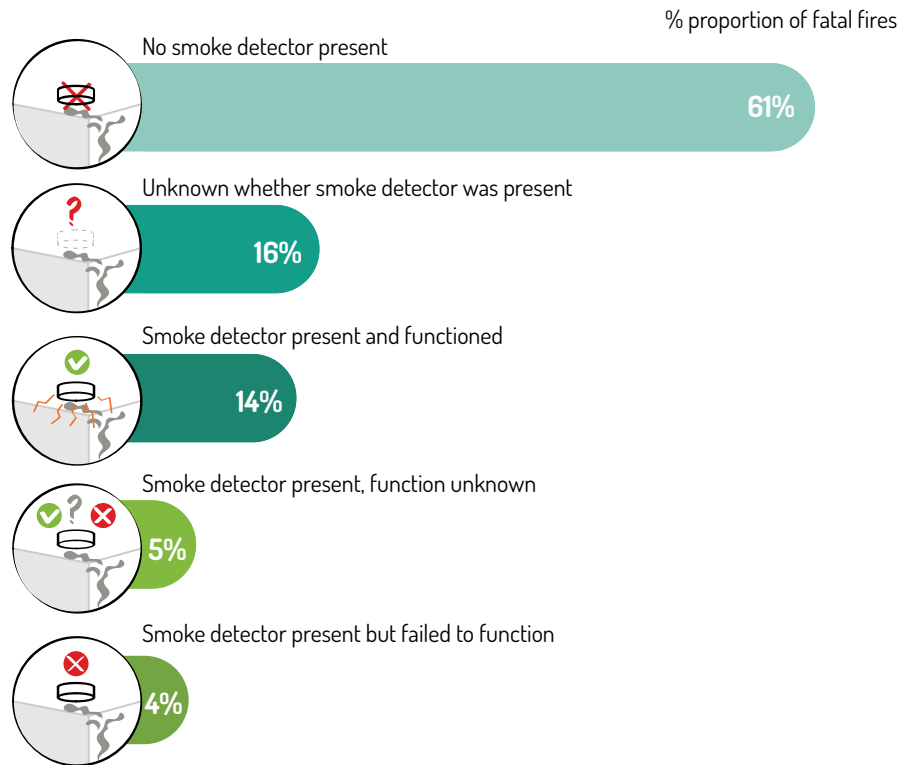 % proportion of fatal fires
No smoke detector present
61%
Unknown whether smoke detector was present
?
16%
Smoke detector present and functioned
14%
Smoke detector present, function unknown
?
5%
Smoke detector present but failed to function
4%